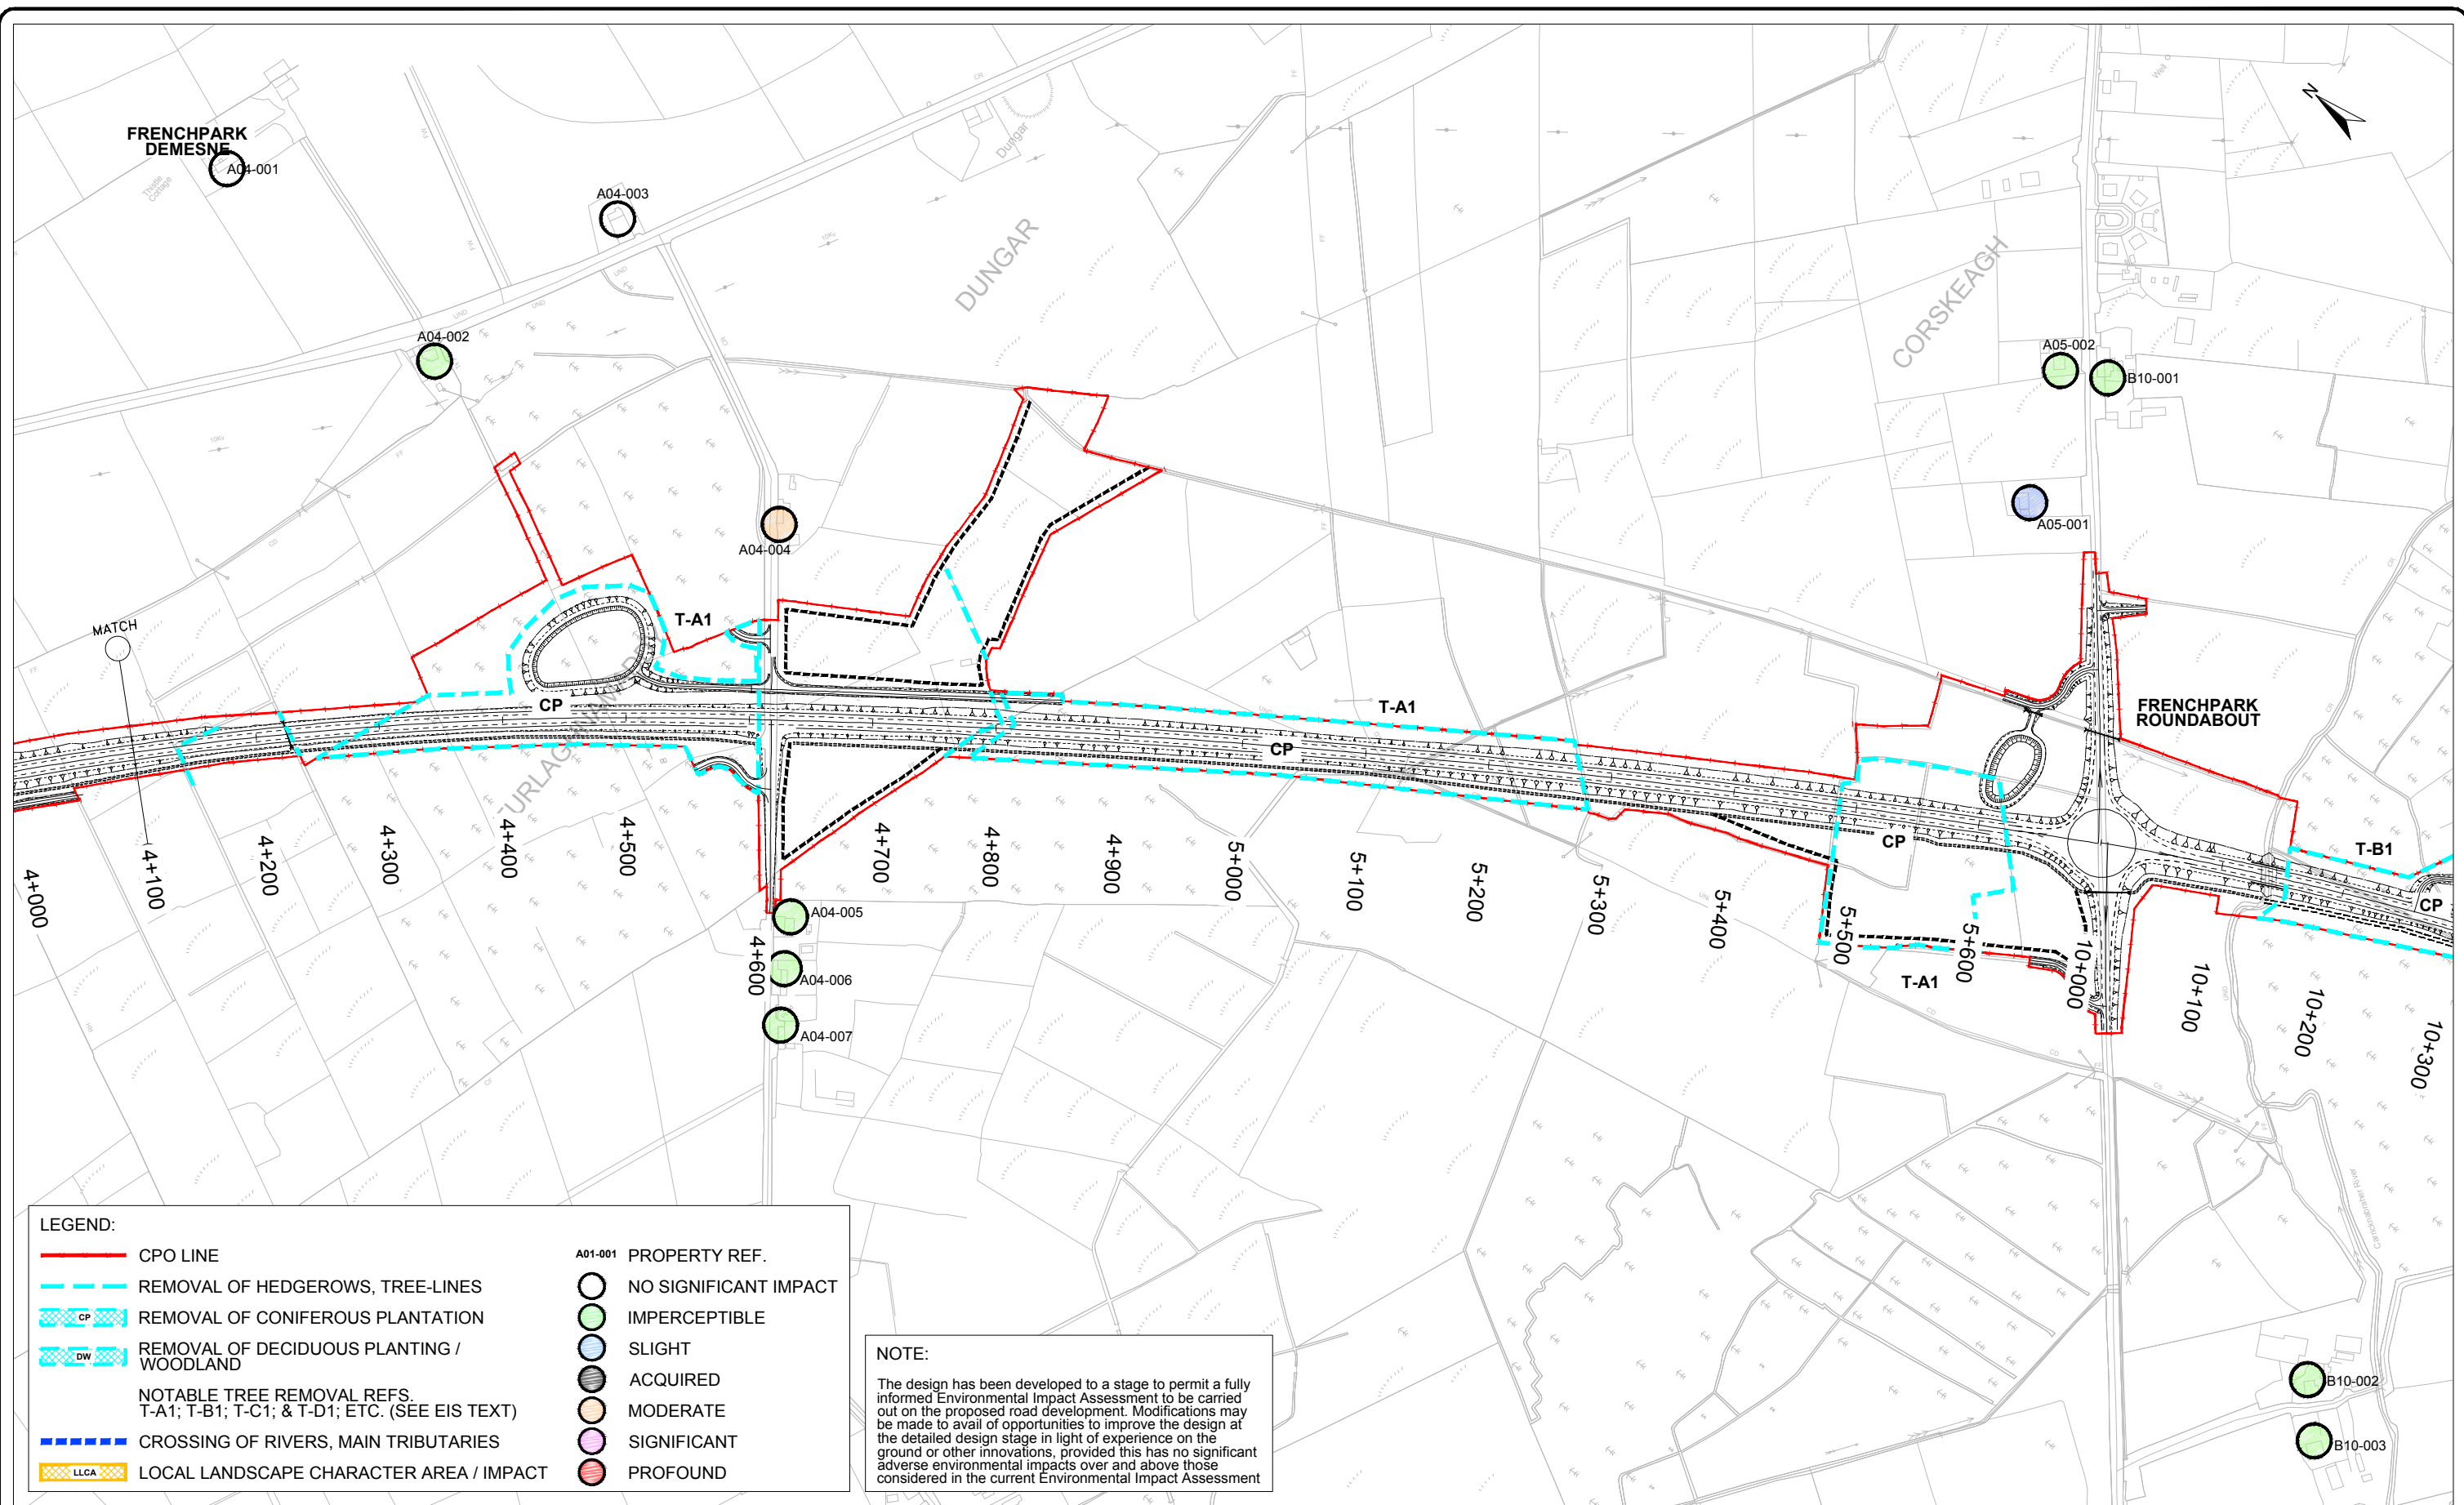 FRENCHPARK
DEMESNE
A04-001
Thistle
Cottage
A04-003
Dungar
DUNGAR
CORSKEAGH
Well
N
A04-002
A05-002
B10-001
A05-001
A04-004
MATCH
T-A1
CP
T-A1
CP
FRENCHPARK
ROUNDABOUT
CP
T-B1
CP
4+000
4+100
4+200
4+300
4+400
4+500
4+600
4+700
4+800
4+900
5+000
5+100
5+200
5+300
5+400
5+500
5+600
10+000
10+100
10+200
10+300
T-A1
A04-005
A04-006
A04-007
Carricknabraher River
B10-002
B10-003
LEGEND:
CPO LINE
REMOVAL OF HEDGEROWS, TREE-LINES
CP REMOVAL OF CONIFEROUS PLANTATION
DW REMOVAL OF DECIDUOUS PLANTING /
WOODLAND
NOTABLE TREE REMOVAL REFS.
T-A1; T-B1; T-C1; & T-D1; ETC. (SEE EIS TEXT)
CROSSING OF RIVERS, MAIN TRIBUTARIES
LLCA LOCAL LANDSCAPE CHARACTER AREA / IMPACT
A01-001 PROPERTY REF.
NO SIGNIFICANT IMPACT
IMPERCEPTIBLE
SLIGHT
ACQUIRED
MODERATE
SIGNIFICANT
PROFOUND
NOTE:
The design has been developed to a stage to permit a fully
informed Environmental Impact Assessment to be carried
out on the proposed road development. Modifications may
be made to avail of opportunities to improve the design at
the detailed design stage in light of experience on the
ground or other innovations, provided this has no significant
adverse environmental impacts over and above those
considered in the current Environmental Impact Assessment